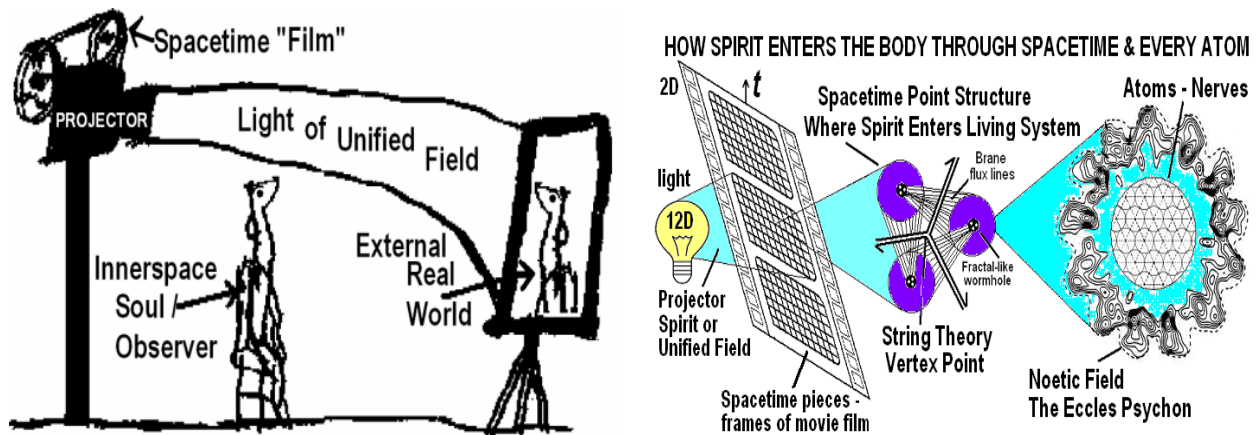 Spacetime "Film"
PROJECTOR
Light of Unified Field
Innerspace
Soul /
Observer
External
Real
World
HOW SPIRIT ENTERS THE BODY THROUGH SPACETIME & EVERY ATOM
2D
t
Spacetime Point Structure
Where Spirit Enters Living System
Atoms - Nerves
light
12D
Brane
flux lines
Fractal-like
wormhole
Projector
Spirit or
Unified Field
String Theory
Vertex Point
Spacetime pieces -
frames of movie film
Noetic Field
The Eccles Psychon